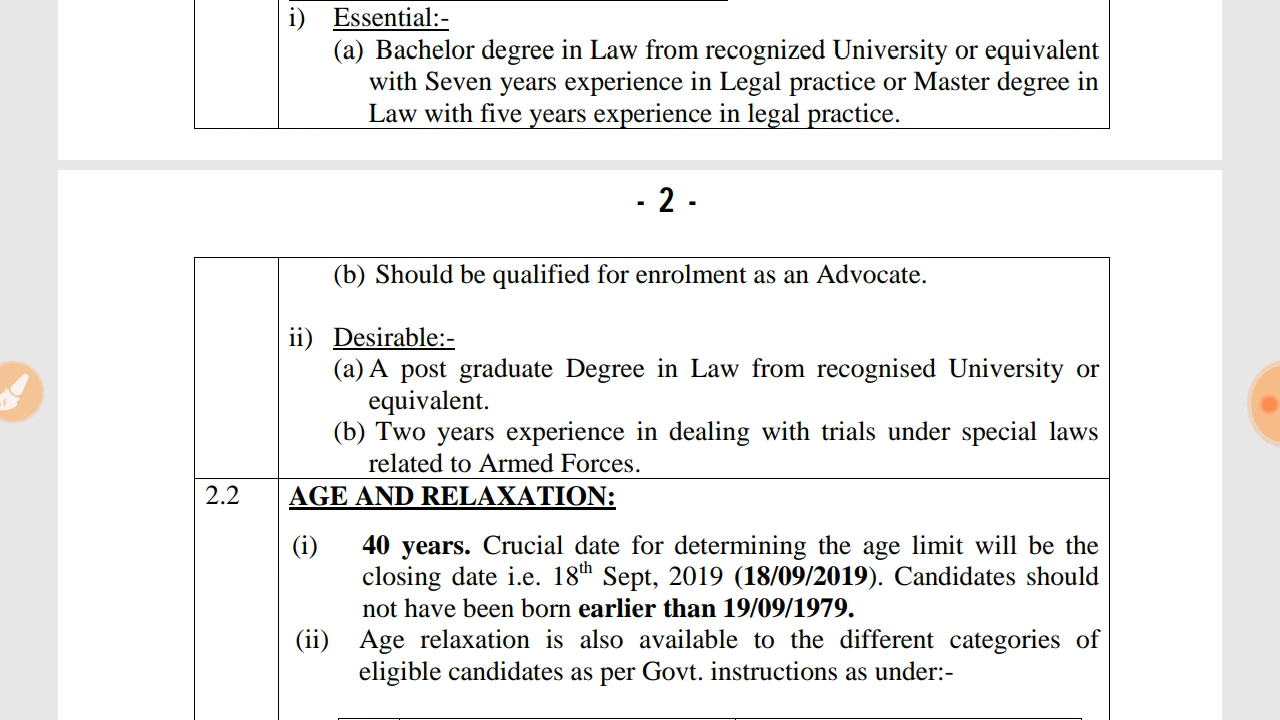 i) Essential:-
(a) Bachelor degree in Law from recognized University or equivalent
with Seven years experience in Legal practice or Master degree in
Law with five years experience in legal practice.
- 2 -
(b) Should be qualified for enrolment as an Advocate.
ii) Desirable:-
(a) A post graduate Degree in Law from recognised University or
equivalent.
(b) Two years experience in dealing with trials under special laws
related to Armed Forces.
2.2 AGE AND RELAXATION:
(i) 40 years. Crucial date for determining the age limit will be the
closing date i.e. 18th Sept, 2019 (18/09/2019). Candidates should
not have been born earlier than 19/09/1979.
(ii) Age relaxation is also available to the different categories of
eligible candidates as per Govt. instructions as under:-